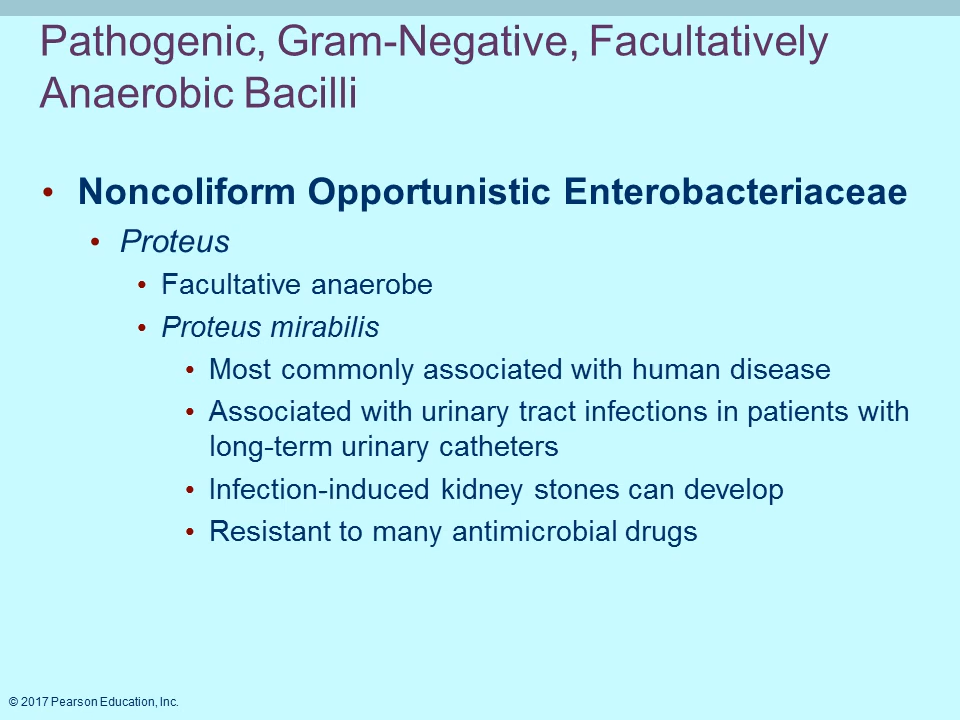 Pathogenic, Gram-Negative, Facultatively
Anaerobic Bacilli
• Noncoliform Opportunistic Enterobacteriaceae
• Proteus
• Facultative anaerobe
• Proteus mirabilis
• Most commonly associated with human disease
• Associated with urinary tract infections in patients with
long-term urinary catheters
• Infection-induced kidney stones can develop
• Resistant to many antimicrobial drugs
© 2017 Pearson Education, Inc.